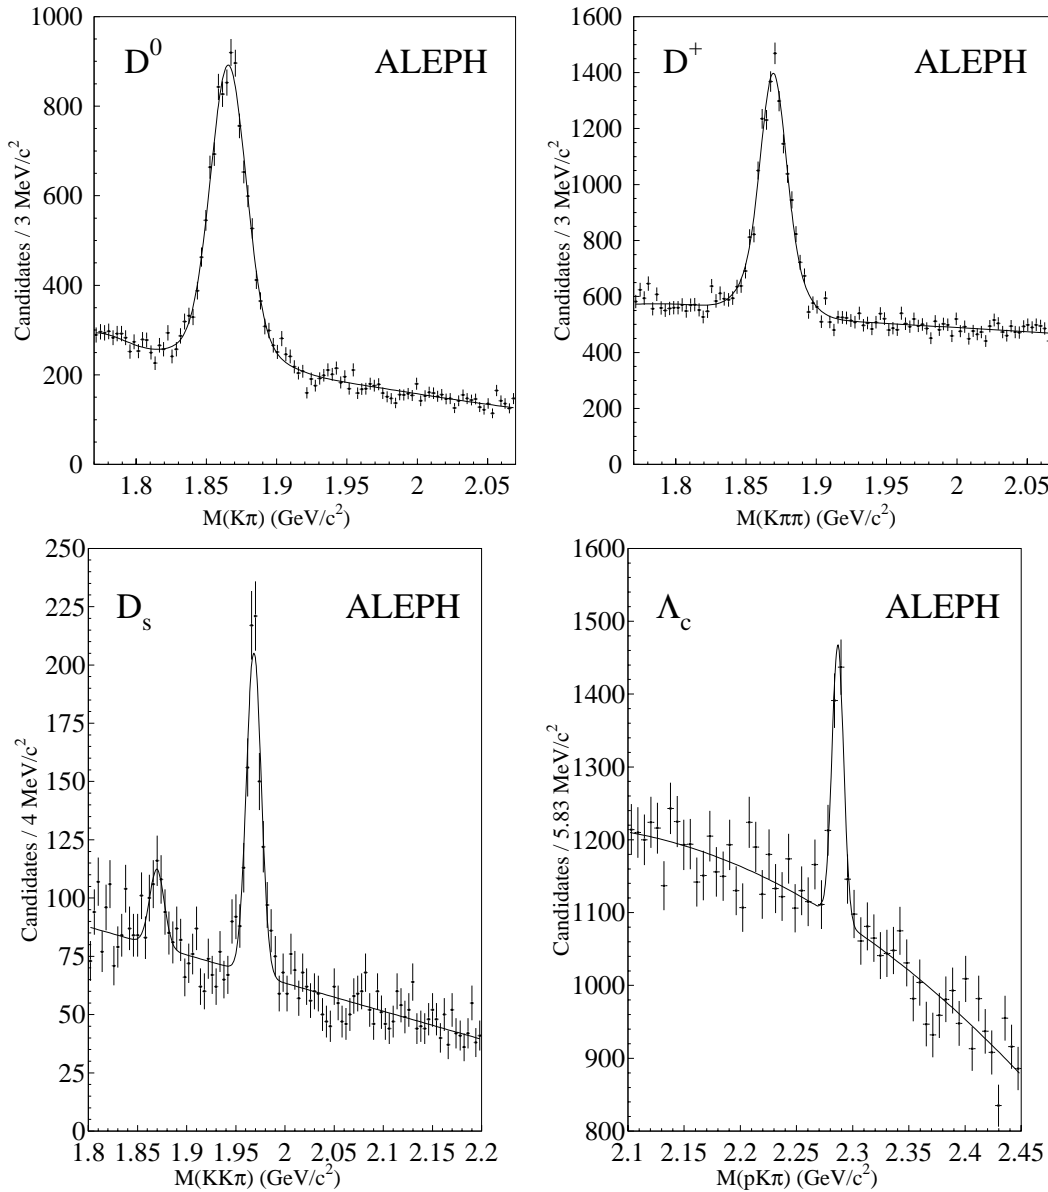 D⁰ ALEPH
Candidates / 3 MeV/c²
1000
800
600
400
200
0
1.8 1.85 1.9 1.95 2 2.05
M(Kπ) (GeV/c²)
D⁺ ALEPH
Candidates / 3 MeV/c²
1600
1400
1200
1000
800
600
400
200
0
1.8 1.85 1.9 1.95 2 2.05
M(Kππ) (GeV/c²)
Dₛ ALEPH
Candidates / 4 MeV/c²
250
225
200
175
150
125
100
75
50
25
0
1.8 1.85 1.9 1.95 2 2.05 2.1 2.15 2.2
M(KKπ) (GeV/c²)
Λc ALEPH
Candidates / 5.83 MeV/c²
1600
1500
1400
1300
1200
1100
1000
900
800
2.1 2.15 2.2 2.25 2.3 2.35 2.4 2.45
M(pKπ) (GeV/c²)